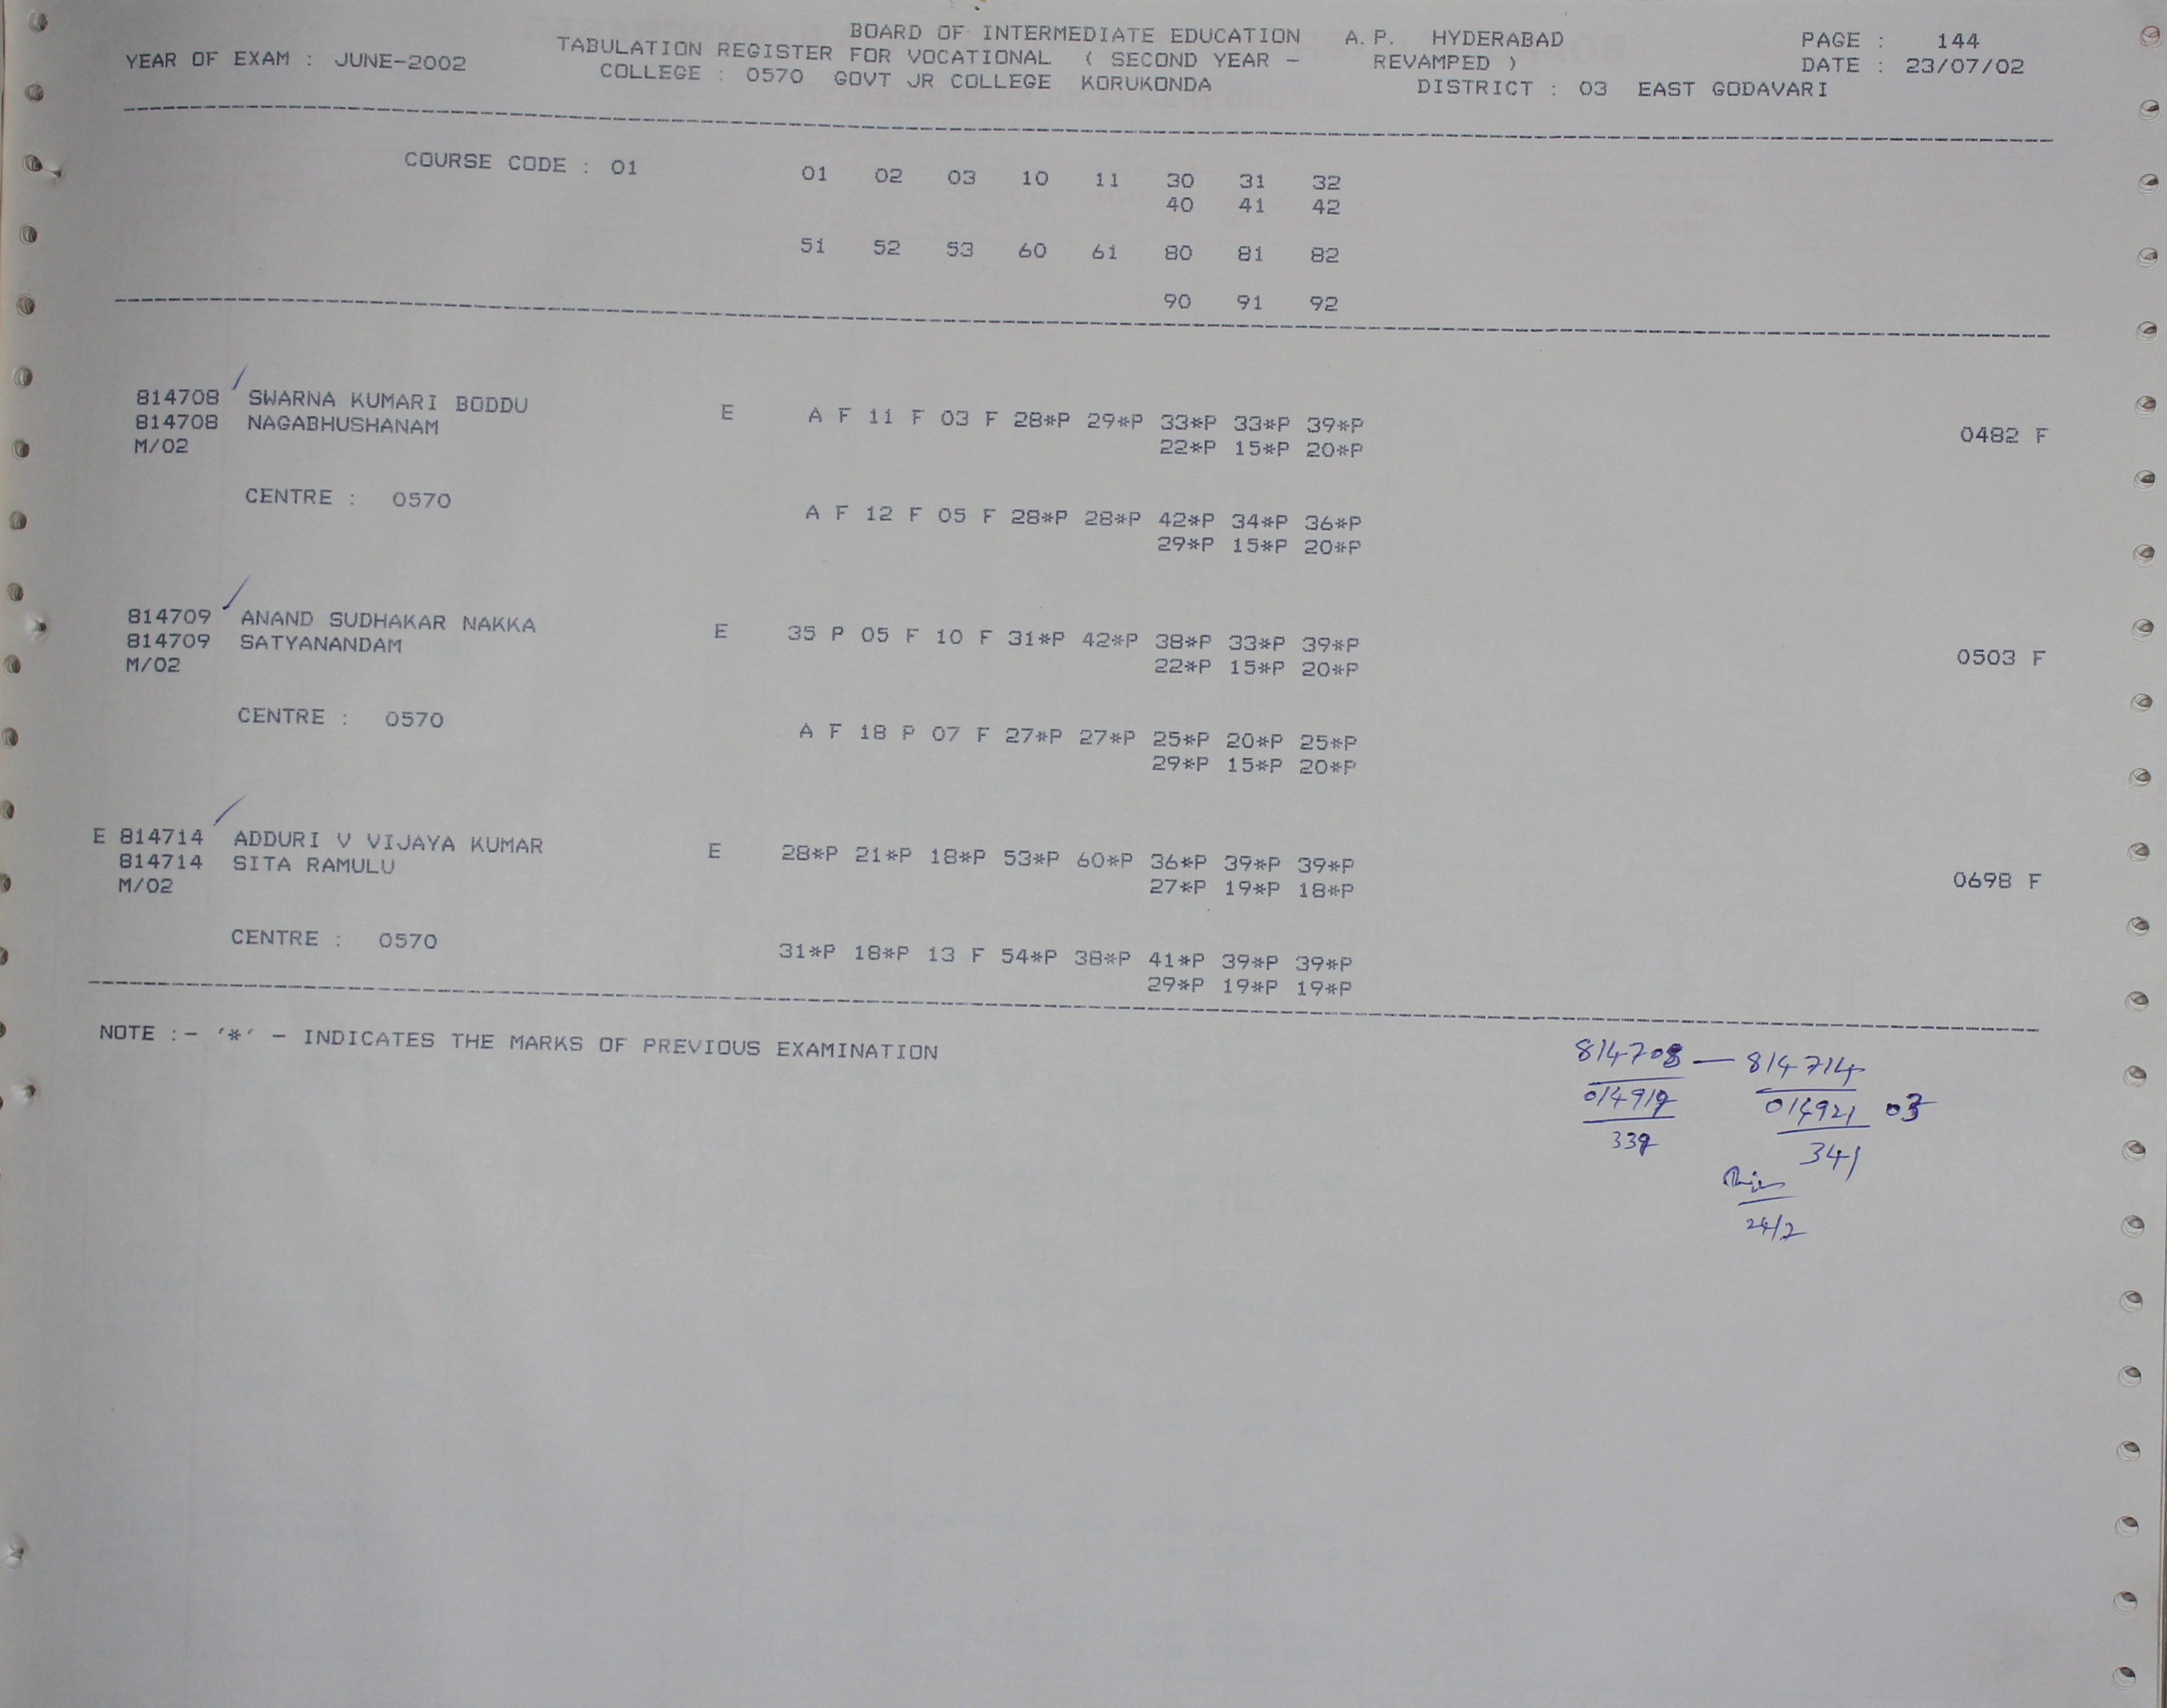 BOARD OF INTERMEDIATE EDUCATION A.P. HYDERABAD PAGE : 144
YEAR OF EXAM : JUNE-2002 TABULATION REGISTER FOR VOCATIONAL ( SECOND YEAR - REVAMPED ) DATE : 23/07/02
COLLEGE : 0570 GOVT JR COLLEGE KORUKONDA DISTRICT : 03 EAST GODAVARI
COURSE CODE : 01 01 02 03 10 11 30 31 32
40 41 42
51 52 53 60 61 80 81 82
90 91 92
814708 SWARNA KUMARI BODDU E A F 11 F 03 F 28*P 29*P 33*P 33*P 39*P 0482 F
814708 NAGABHUSHANAM 22*P 15*P 20*P
M/02
CENTRE : 0570 A F 12 F 05 F 28*P 28*P 42*P 34*P 36*P
29*P 15*P 20*P
814709 ANAND SUDHAKAR NAKKA E 35 P 05 F 10 F 31*P 42*P 38*P 33*P 39*P 0503 F
814709 SATYANANDAM 22*P 15*P 20*P
M/02
CENTRE : 0570 A F 18 P 07 F 27*P 27*P 25*P 20*P 25*P
29*P 15*P 20*P
E 814714 ADDURI V VIJAYA KUMAR E 28*P 21*P 18*P 53*P 60*P 36*P 39*P 39*P 0698 F
814714 SITA RAMULU 27*P 19*P 18*P
M/02
CENTRE : 0570 31*P 18*P 13 F 54*P 38*P 41*P 39*P 39*P
29*P 19*P 19*P
NOTE :- '*' - INDICATES THE MARKS OF PREVIOUS EXAMINATION
814708 — 814714
014919 014921 03
339 341
24/2